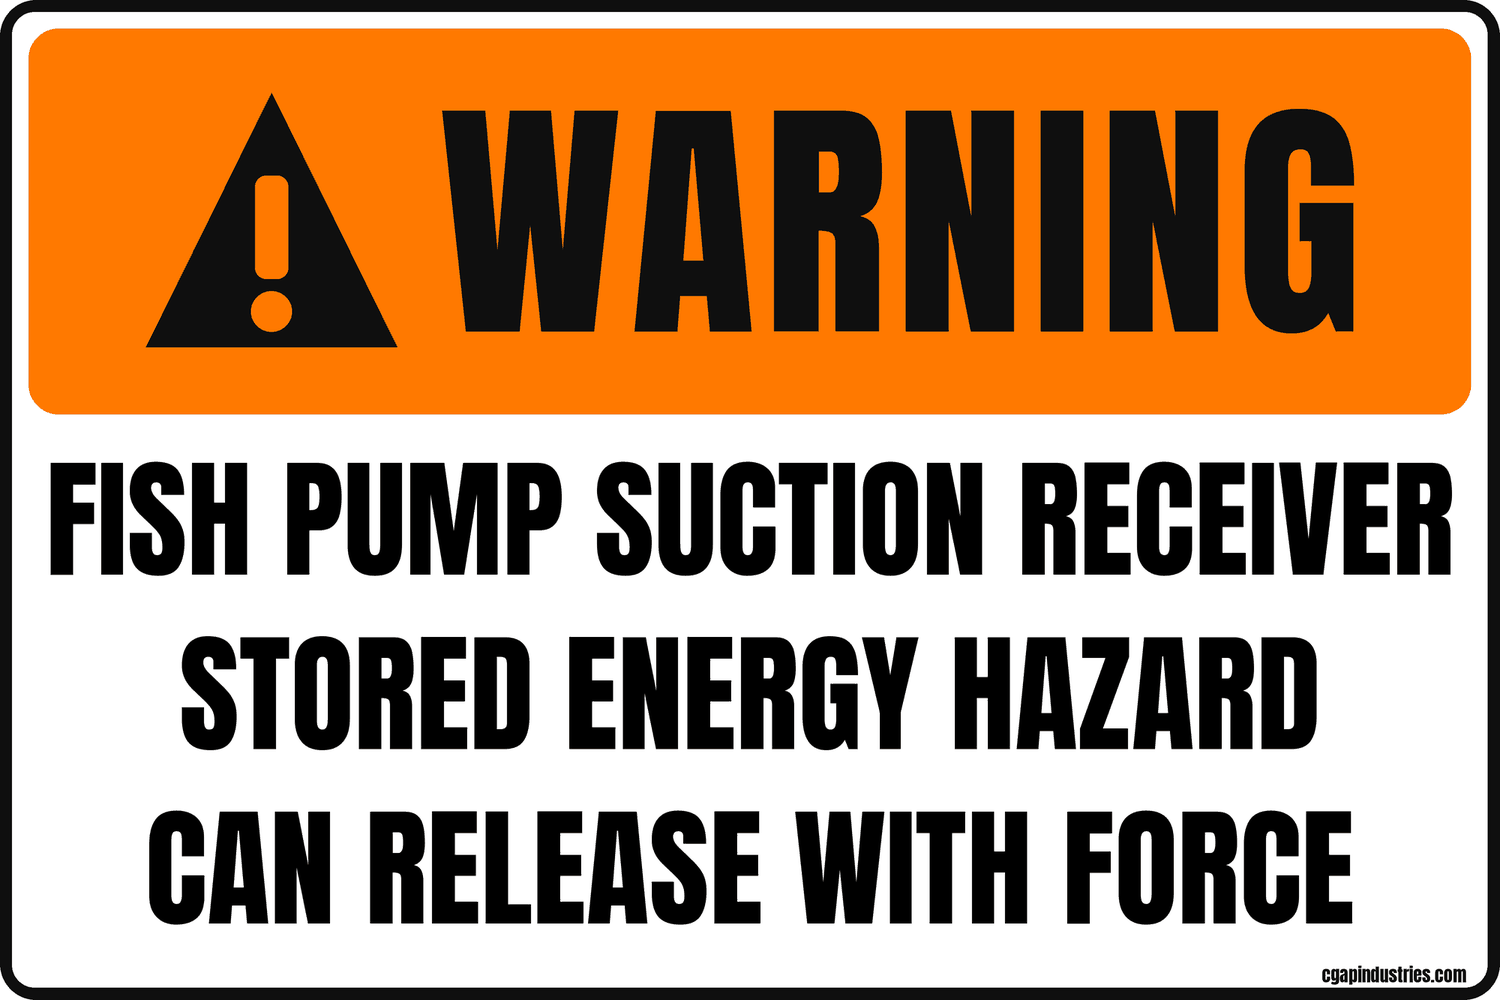 WARNING
FISH PUMP SUCTION RECEIVER
STORED ENERGY HAZARD
CAN RELEASE WITH FORCE
cgapindustries.com